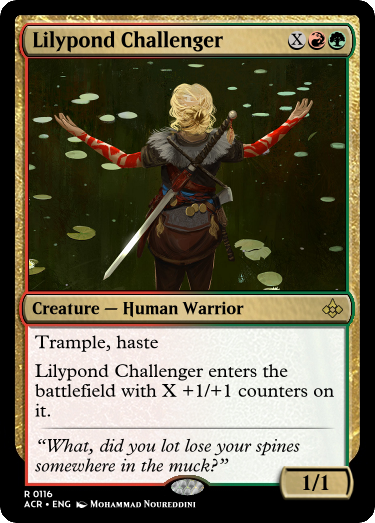 Lilypond Challenger X
Creature — Human Warrior
Trample, haste
Lilypond Challenger enters the
battlefield with X +1/+1 counters on
it.
“What, did you lot lose your spines
somewhere in the muck?”
1/1
R 0116
ACR • ENG Mohammad Noureddini